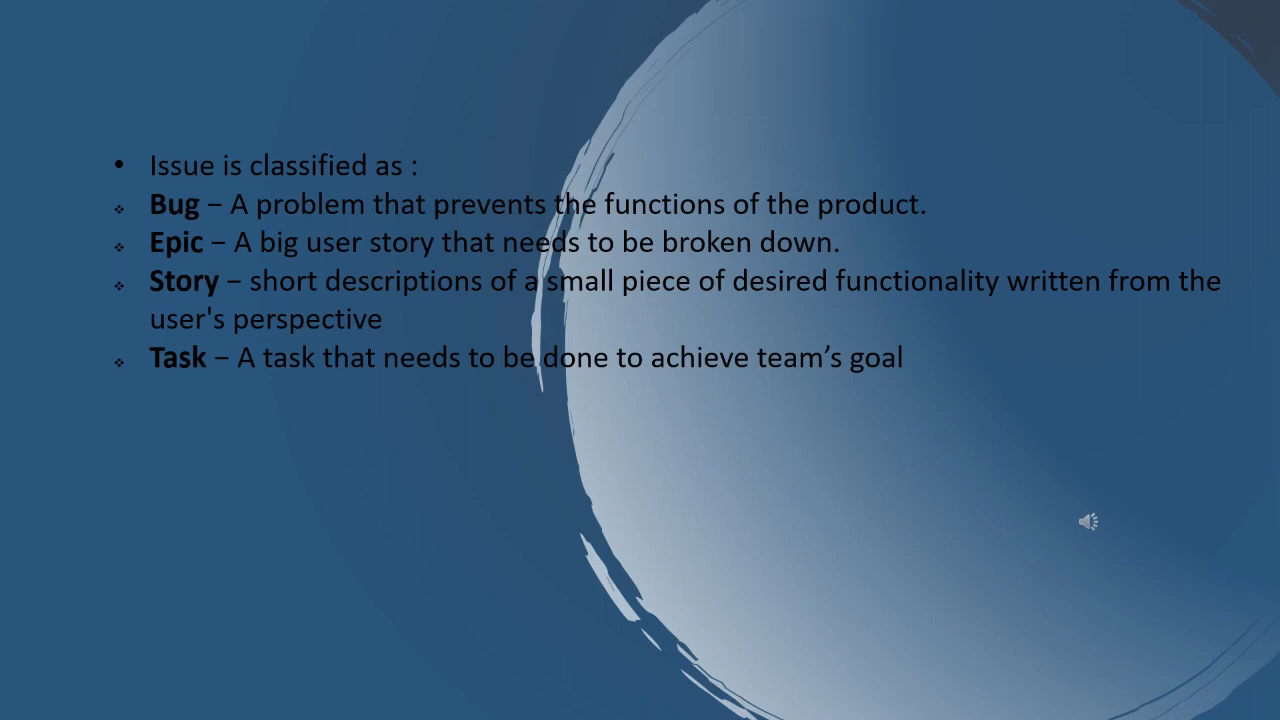 • Issue is classified as :
❖ Bug − A problem that prevents the functions of the product.
❖ Epic − A big user story that needs to be broken down.
❖ Story − short descriptions of a small piece of desired functionality written from the
user's perspective
❖ Task − A task that needs to be done to achieve team’s goal